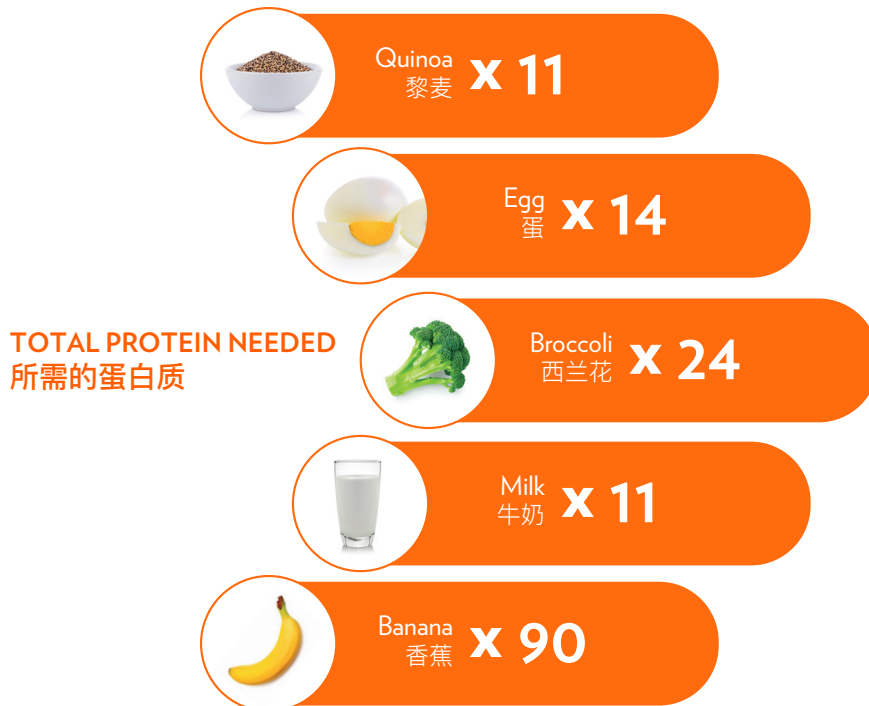 Quinoa
黎麦
x 11
Egg
蛋
x 14
TOTAL PROTEIN NEEDED
所需的蛋白质
Broccoli
西兰花
x 24
Milk
牛奶
x 11
Banana
香蕉
x 90